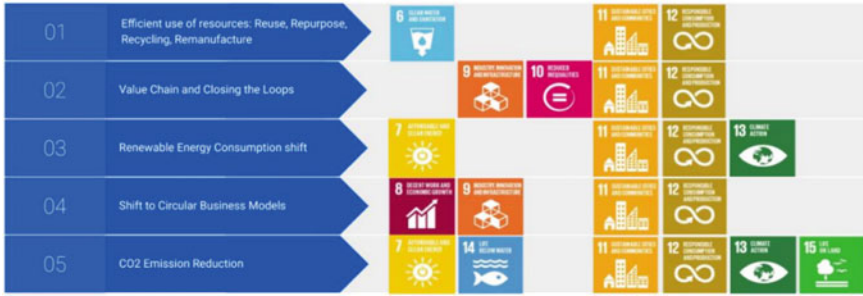 01
Efficient use of resources: Reuse, Repurpose,
Recycling, Remanufacture
6 CLEAN WATER
AND SANITATION
11 SUSTAINABLE CITIES
AND COMMUNITIES
12 RESPONSIBLE
CONSUMPTION
AND PRODUCTION
02
Value Chain and Closing the Loops
9 INDUSTRY, INNOVATION
AND INFRASTRUCTURE
10 REDUCED
INEQUALITIES
11 SUSTAINABLE CITIES
AND COMMUNITIES
12 RESPONSIBLE
CONSUMPTION
AND PRODUCTION
03
Renewable Energy Consumption shift
7 AFFORDABLE AND
CLEAN ENERGY
11 SUSTAINABLE CITIES
AND COMMUNITIES
12 RESPONSIBLE
CONSUMPTION
AND PRODUCTION
13 CLIMATE
ACTION
04
Shift to Circular Business Models
8 DECENT WORK AND
ECONOMIC GROWTH
9 INDUSTRY, INNOVATION
AND INFRASTRUCTURE
11 SUSTAINABLE CITIES
AND COMMUNITIES
12 RESPONSIBLE
CONSUMPTION
AND PRODUCTION
05
CO2 Emission Reduction
7 AFFORDABLE AND
CLEAN ENERGY
14 LIFE
BELOW WATER
11 SUSTAINABLE CITIES
AND COMMUNITIES
12 RESPONSIBLE
CONSUMPTION
AND PRODUCTION
13 CLIMATE
ACTION
15 LIFE
ON LAND